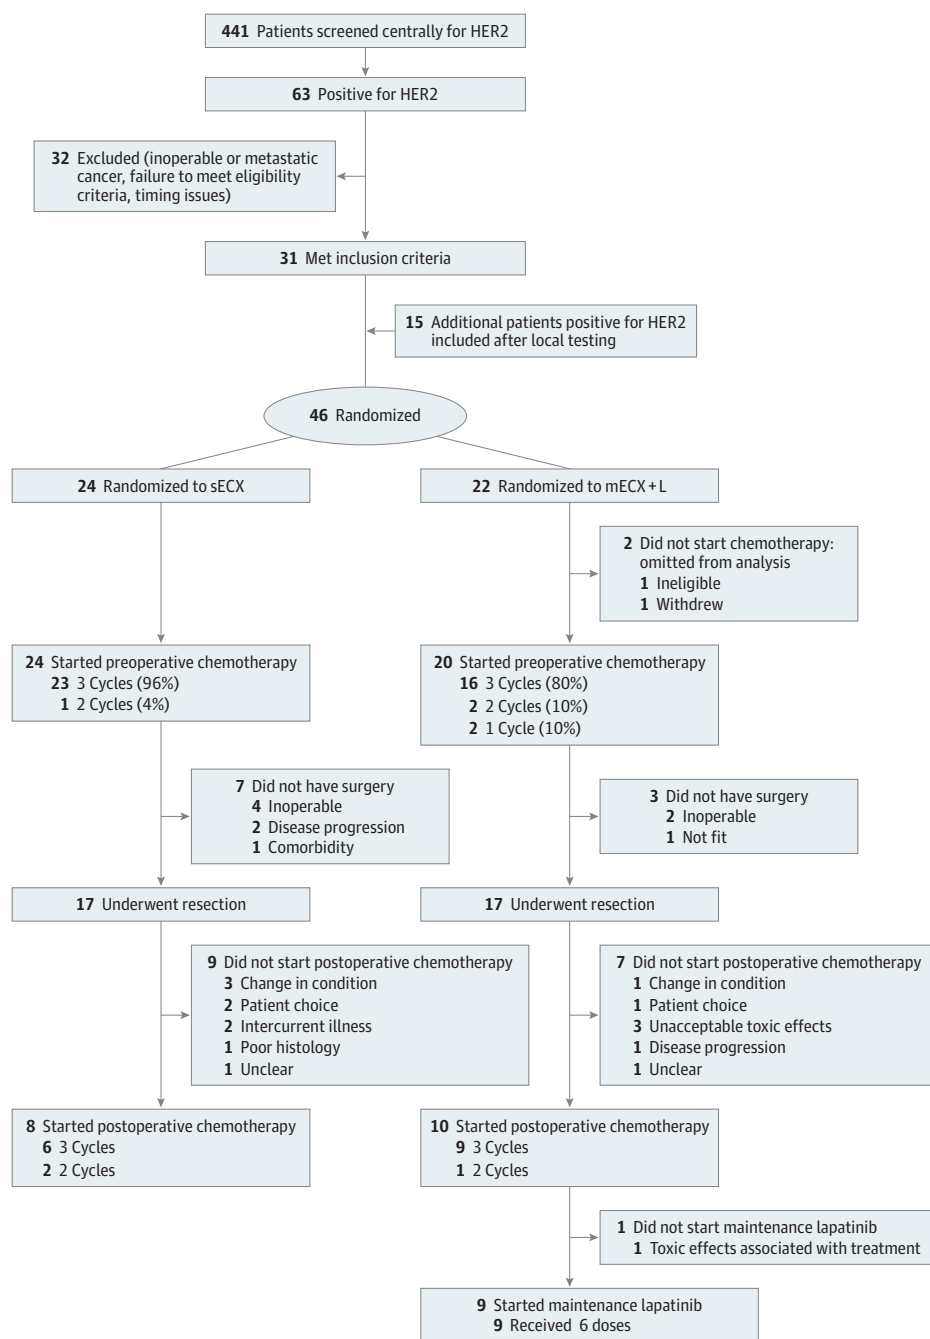 441 Patients screened centrally for HER2
63 Positive for HER2
32 Excluded (inoperable or metastatic
cancer, failure to meet eligibility
criteria, timing issues)
31 Met inclusion criteria
15 Additional patients positive for HER2
included after local testing
46 Randomized
24 Randomized to sECX
22 Randomized to mECX + L
2 Did not start chemotherapy:
omitted from analysis
1 Ineligible
1 Withdrew
24 Started preoperative chemotherapy
23 3 Cycles (96%)
1 2 Cycles (4%)
20 Started preoperative chemotherapy
16 3 Cycles (80%)
2 2 Cycles (10%)
2 1 Cycle (10%)
7 Did not have surgery
4 Inoperable
2 Disease progression
1 Comorbidity
3 Did not have surgery
2 Inoperable
1 Not fit
17 Underwent resection
17 Underwent resection
9 Did not start postoperative chemotherapy
3 Change in condition
2 Patient choice
2 Intercurrent illness
1 Poor histology
1 Unclear
7 Did not start postoperative chemotherapy
1 Change in condition
1 Patient choice
3 Unacceptable toxic effects
1 Disease progression
1 Unclear
8 Started postoperative chemotherapy
6 3 Cycles
2 2 Cycles
10 Started postoperative chemotherapy
9 3 Cycles
1 2 Cycles
1 Did not start maintenance lapatinib
1 Toxic effects associated with treatment
9 Started maintenance lapatinib
9 Received 6 doses